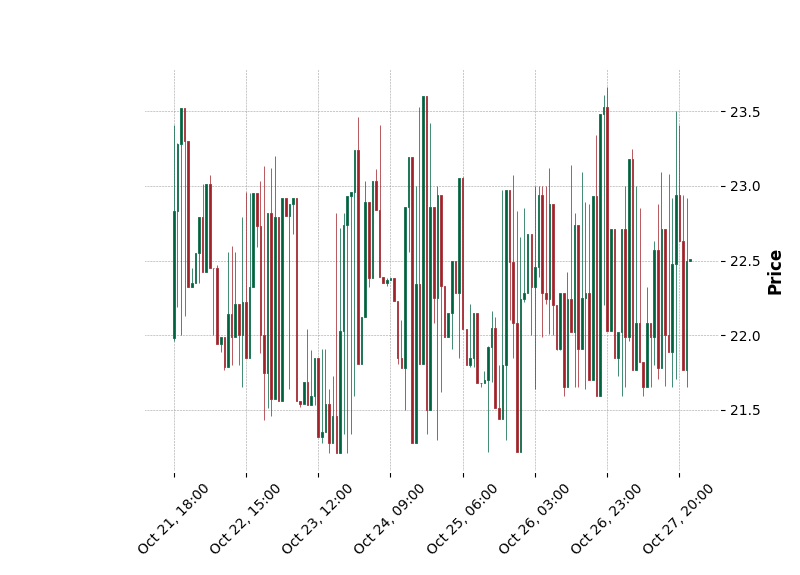 23.5
23.0
22.5
22.0
21.5
Price
Oct 21, 18:00
Oct 22, 15:00
Oct 23, 12:00
Oct 24, 09:00
Oct 25, 06:00
Oct 26, 03:00
Oct 26, 23:00
Oct 27, 20:00